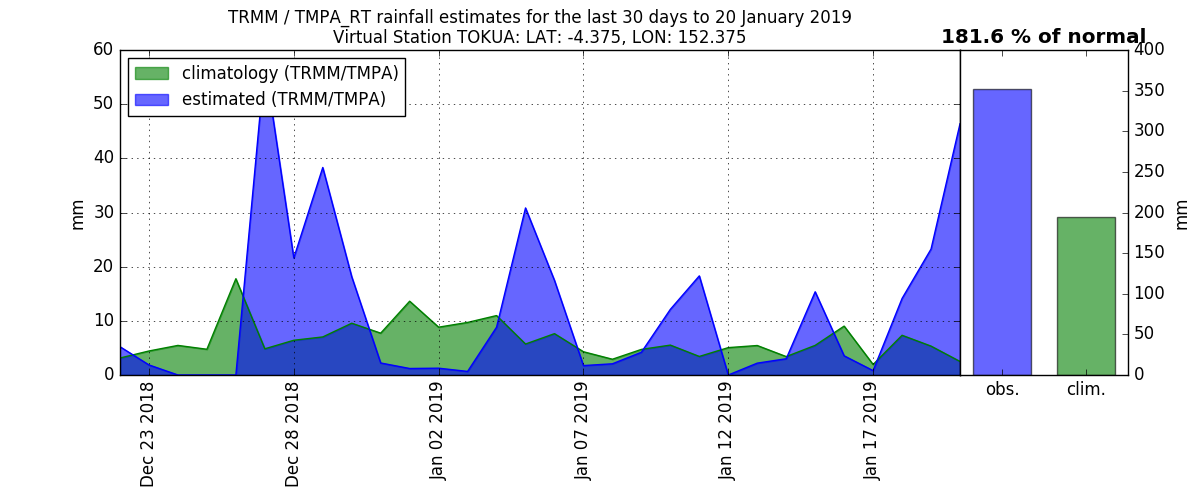 TRMM / TMPA_RT rainfall estimates for the last 30 days to 20 January 2019
Virtual Station TOKUA: LAT: -4.375, LON: 152.375
181.6 % of normal
climatology (TRMM/TMPA)
estimated (TRMM/TMPA)
mm
60
50
40
30
20
10
0
Dec 23 2018
Dec 28 2018
Jan 02 2019
Jan 07 2019
Jan 12 2019
Jan 17 2019
obs.
clim.
400
350
300
250
200
150
100
50
0
mm